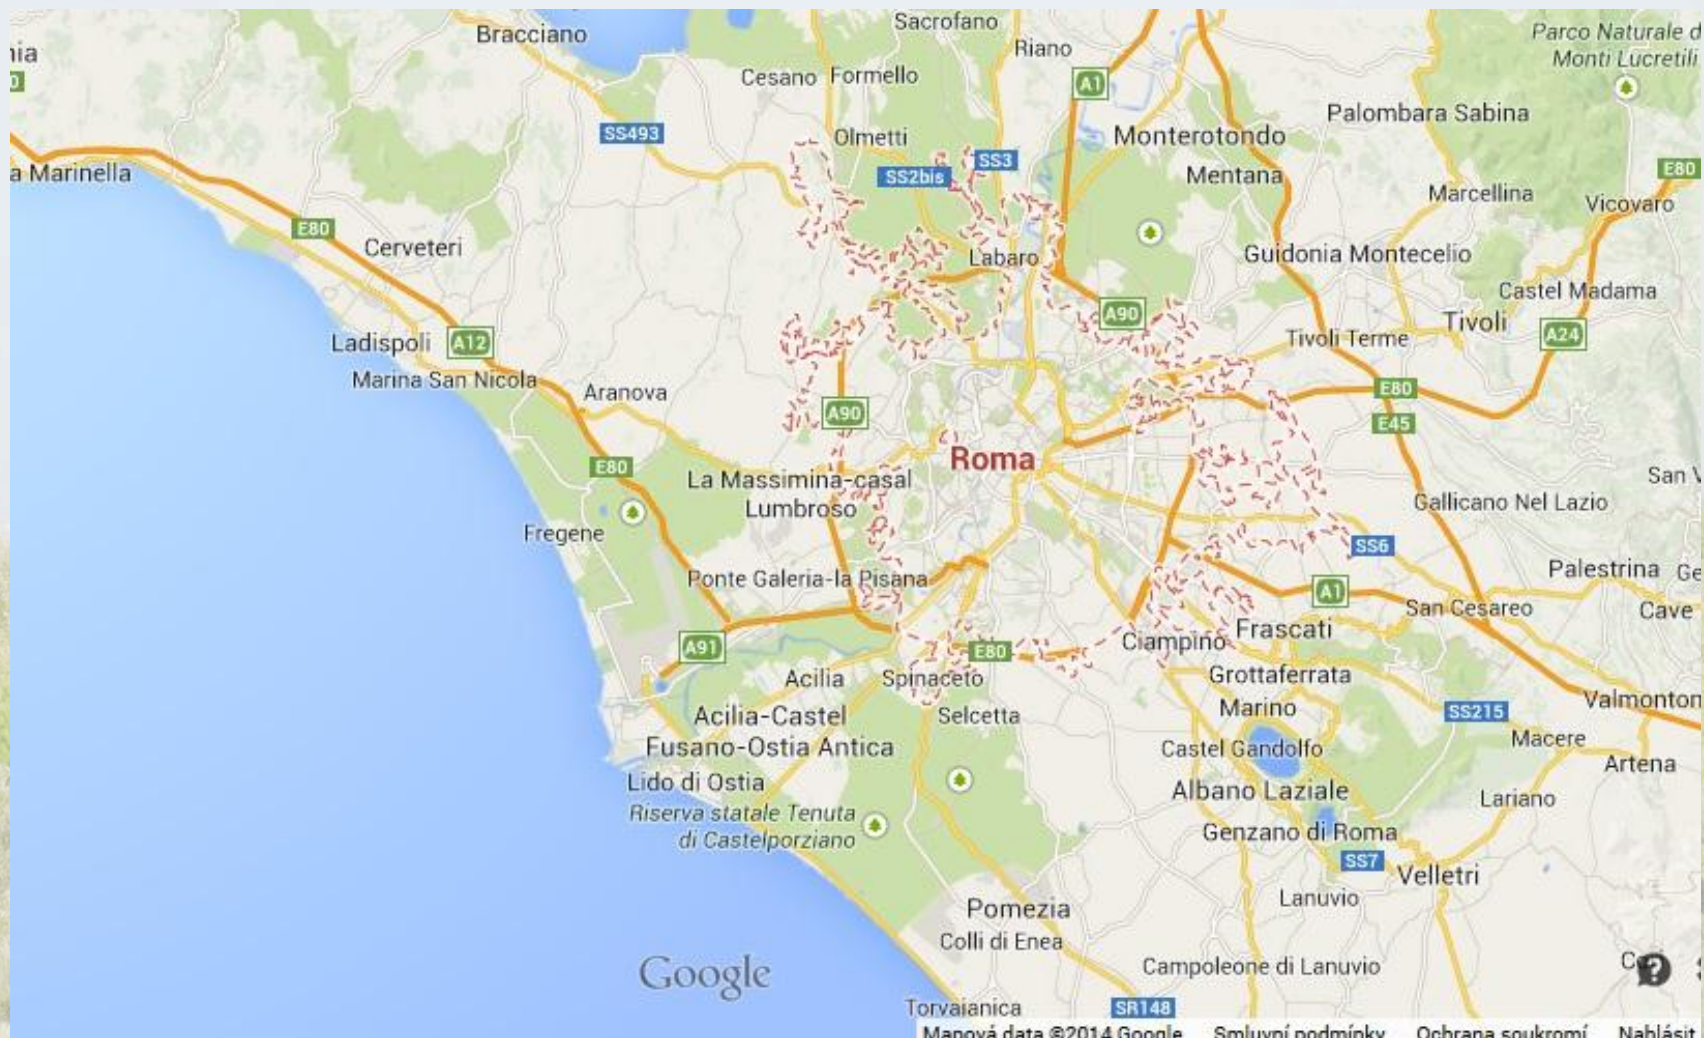 Sacrofano
Bracciano
Riano
Parco Naturale d
Monti Lucretili
Cesano
Formello
A1
Palombara Sabina
SS493
Olmetti
Monterotondo
SS3
SS2bis
Mentana
E80
a Marinella
Marcellina
Vicovaro
E80
Cerveteri
Labaro
Guidonia Montecelio
Castel Madama
A90
Tivoli
Ladispoli
A12
Tivoli Terme
A24
Marina San Nicola
Aranova
E80
A90
E45
Roma
E80
La Massimina-casal
Lumbroso
San V
Gallicano Nel Lazio
Fregene
SS6
Ponte Galeria-la Pisana
Palestrina
Ge
A1
San Cesareo
Cave
Frascati
A91
E80
Ciampino
Acilia
Spinaceto
Grottaferrata
Valmonton
Acilia-Castel
Fusano-Ostia Antica
Selcetta
Marino
SS215
Castel Gandolfo
Macere
Artena
Lido di Ostia
Albano Laziale
Lariano
Riserva statale Tenuta
di Castelporziano
Genzano di Roma
SS7
Velletri
Lanuvio
Pomezia
Colli di Enea
Google
Campoleone di Lanuvio
Torvaianica
SR148
Mapová data ©2014 Google
Smluvní podmínky
Ochrana soukromí
Nahlásit